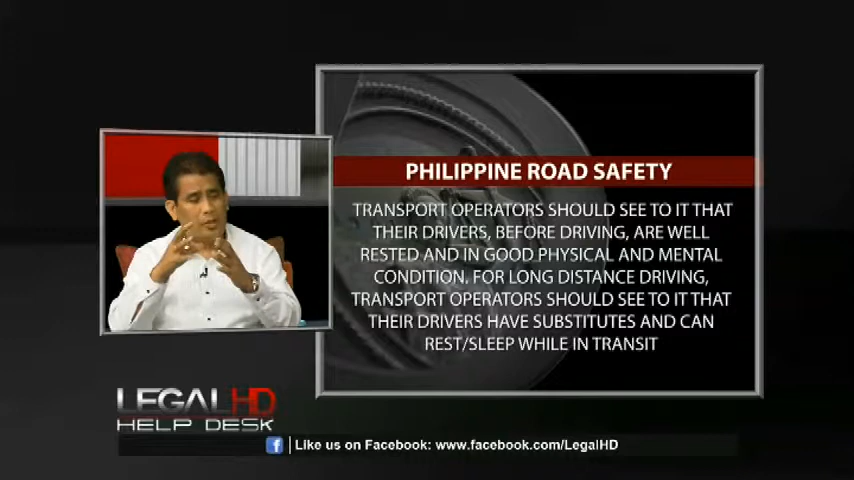 PHILIPPINE ROAD SAFETY
TRANSPORT OPERATORS SHOULD SEE TO IT THAT
THEIR DRIVERS, BEFORE DRIVING, ARE WELL
RESTED AND IN GOOD PHYSICAL AND MENTAL
CONDITION. FOR LONG DISTANCE DRIVING,
TRANSPORT OPERATORS SHOULD SEE TO IT THAT
THEIR DRIVERS HAVE SUBSTITUTES AND CAN
REST/SLEEP WHILE IN TRANSIT
LEGALHD
HELP DESK
f | Like us on Facebook: www.facebook.com/LegalHD